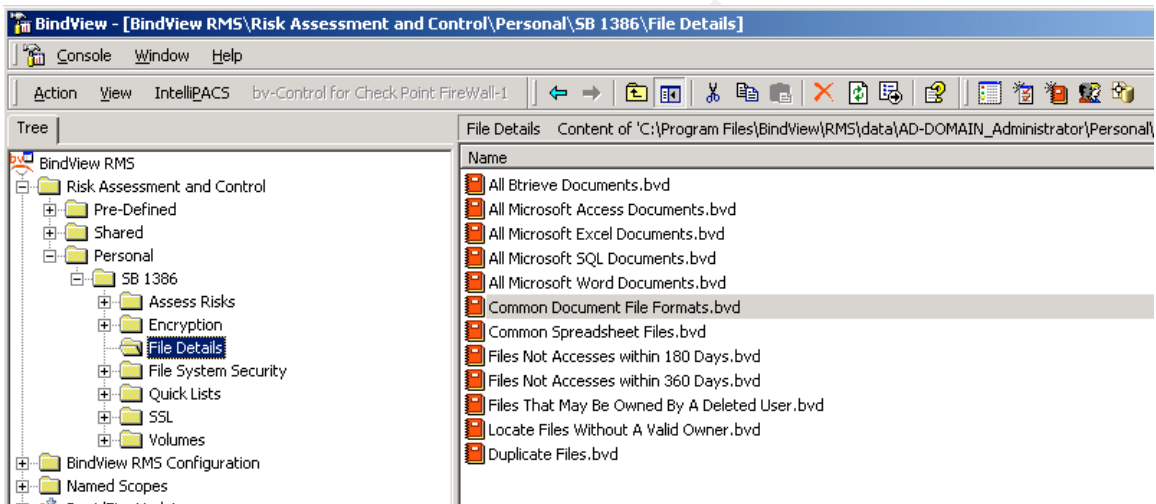 BindView - [BindView RMS\Risk Assessment and Control\Personal\SB 1386\File Details]
Console Window Help
Action View IntelliPACS bv-Control for Check Point FireWall-1
Tree
File Details Content of 'C:\Program Files\BindView\RMS\data\AD-DOMAIN_Administrator\Personal\
Name
BindView RMS
Risk Assessment and Control
Pre-Defined
Shared
Personal
SB 1386
Assess Risks
Encryption
File Details
File System Security
Quick Lists
SSL
Volumes
BindView RMS Configuration
Named Scopes
All Btrieve Documents.bvd
All Microsoft Access Documents.bvd
All Microsoft Excel Documents.bvd
All Microsoft SQL Documents.bvd
All Microsoft Word Documents.bvd
Common Document File Formats.bvd
Common Spreadsheet Files.bvd
Files Not Accesses within 180 Days.bvd
Files Not Accesses within 360 Days.bvd
Files That May Be Owned By A Deleted User.bvd
Locate Files Without A Valid Owner.bvd
Duplicate Files.bvd